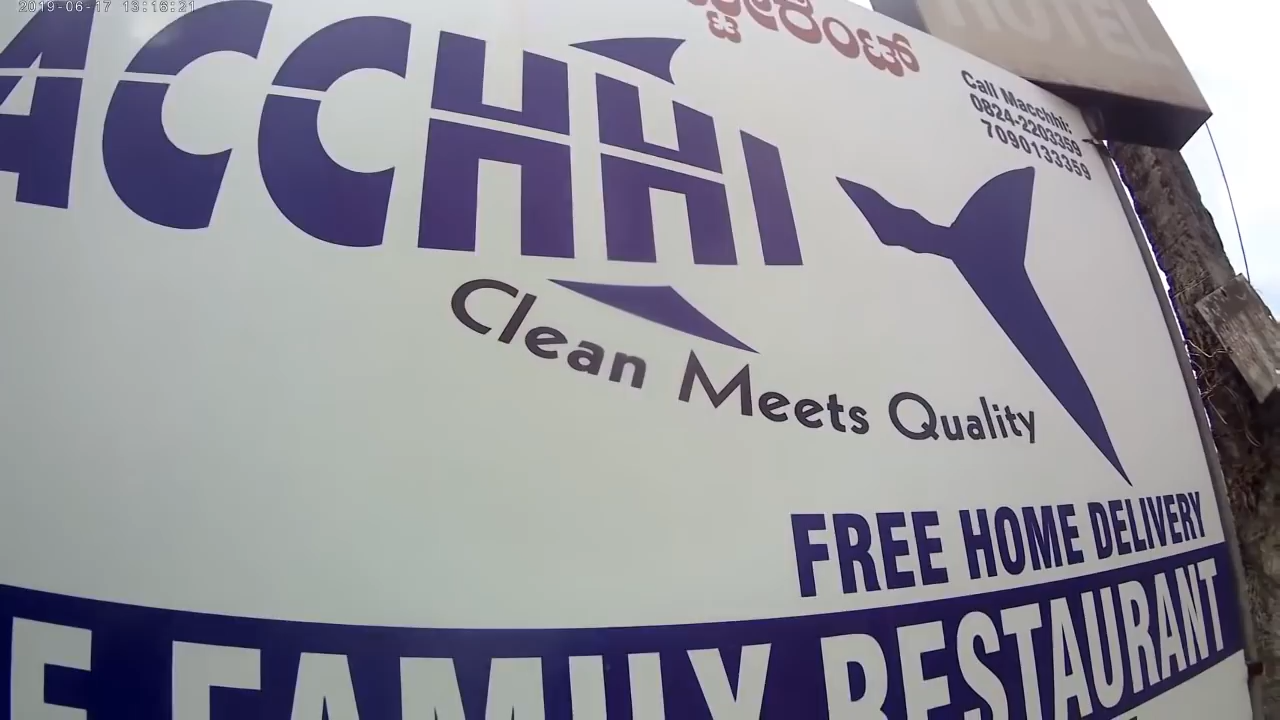 2019-06-17 13:16:21
HOTEL
Call Macchhi:
0824-2203359
7090133359
ACCHHI
Clean Meets Quality
FREE HOME DELIVERY
E FAMILY RESTAURANT